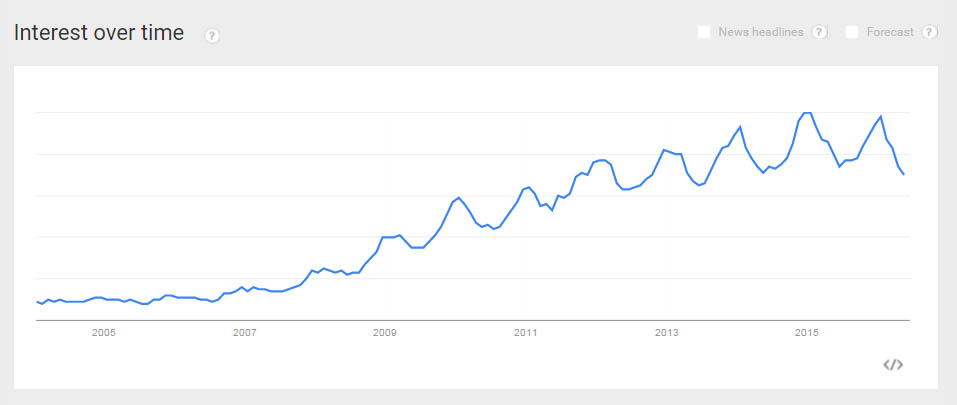 Interest over time ?
News headlines ? Forecast ?
2005 2007 2009 2011 2013 2015
</>